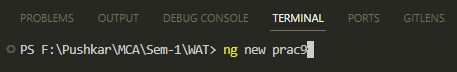 PROBLEMS OUTPUT DEBUG CONSOLE TERMINAL PORTS GITLENS
PS F:\Pushkar\MCA\Sem-1\WAT> ng new prac9